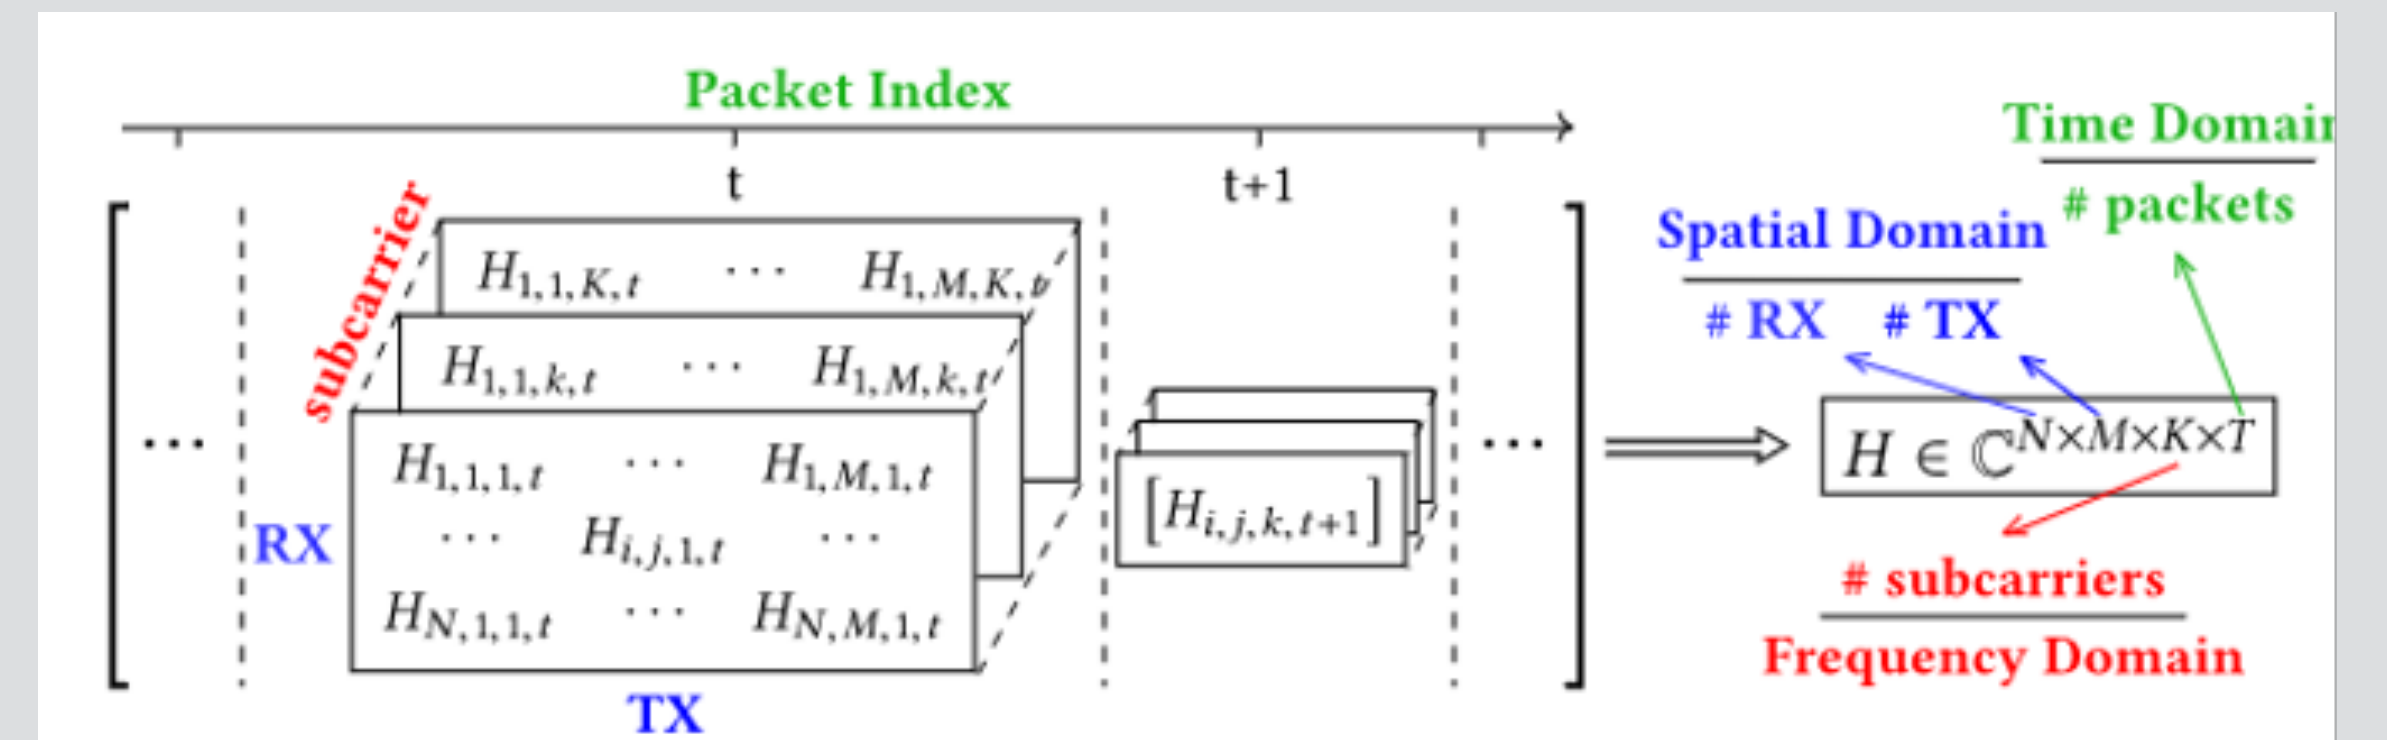 Packet Index
t
t+1
Time Domain
# packets
Spatial Domain
# RX # TX
subcarrier
H1,1,K,t ··· H1,M,K,t
H1,1,k,t ··· H1,M,k,t
H1,1,1,t ··· H1,M,1,t
··· Hi,j,1,t ···
HN,1,1,t ··· HN,M,1,t
RX
TX
···
[Hi,j,k,t+1]
···
H ∈ ℂN×M×K×T
# subcarriers
Frequency Domain